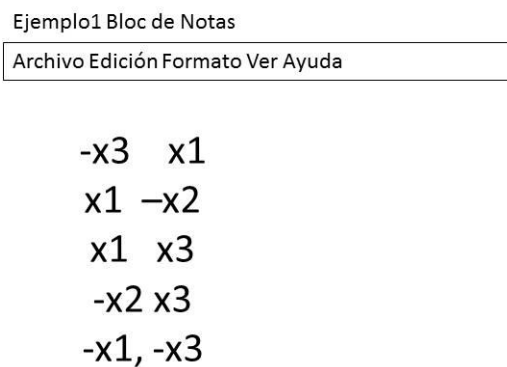 Ejemplo1 Bloc de Notas
Archivo Edición Formato Ver Ayuda
-x3 x1
x1 –x2
x1 x3
-x2 x3
-x1, -x3